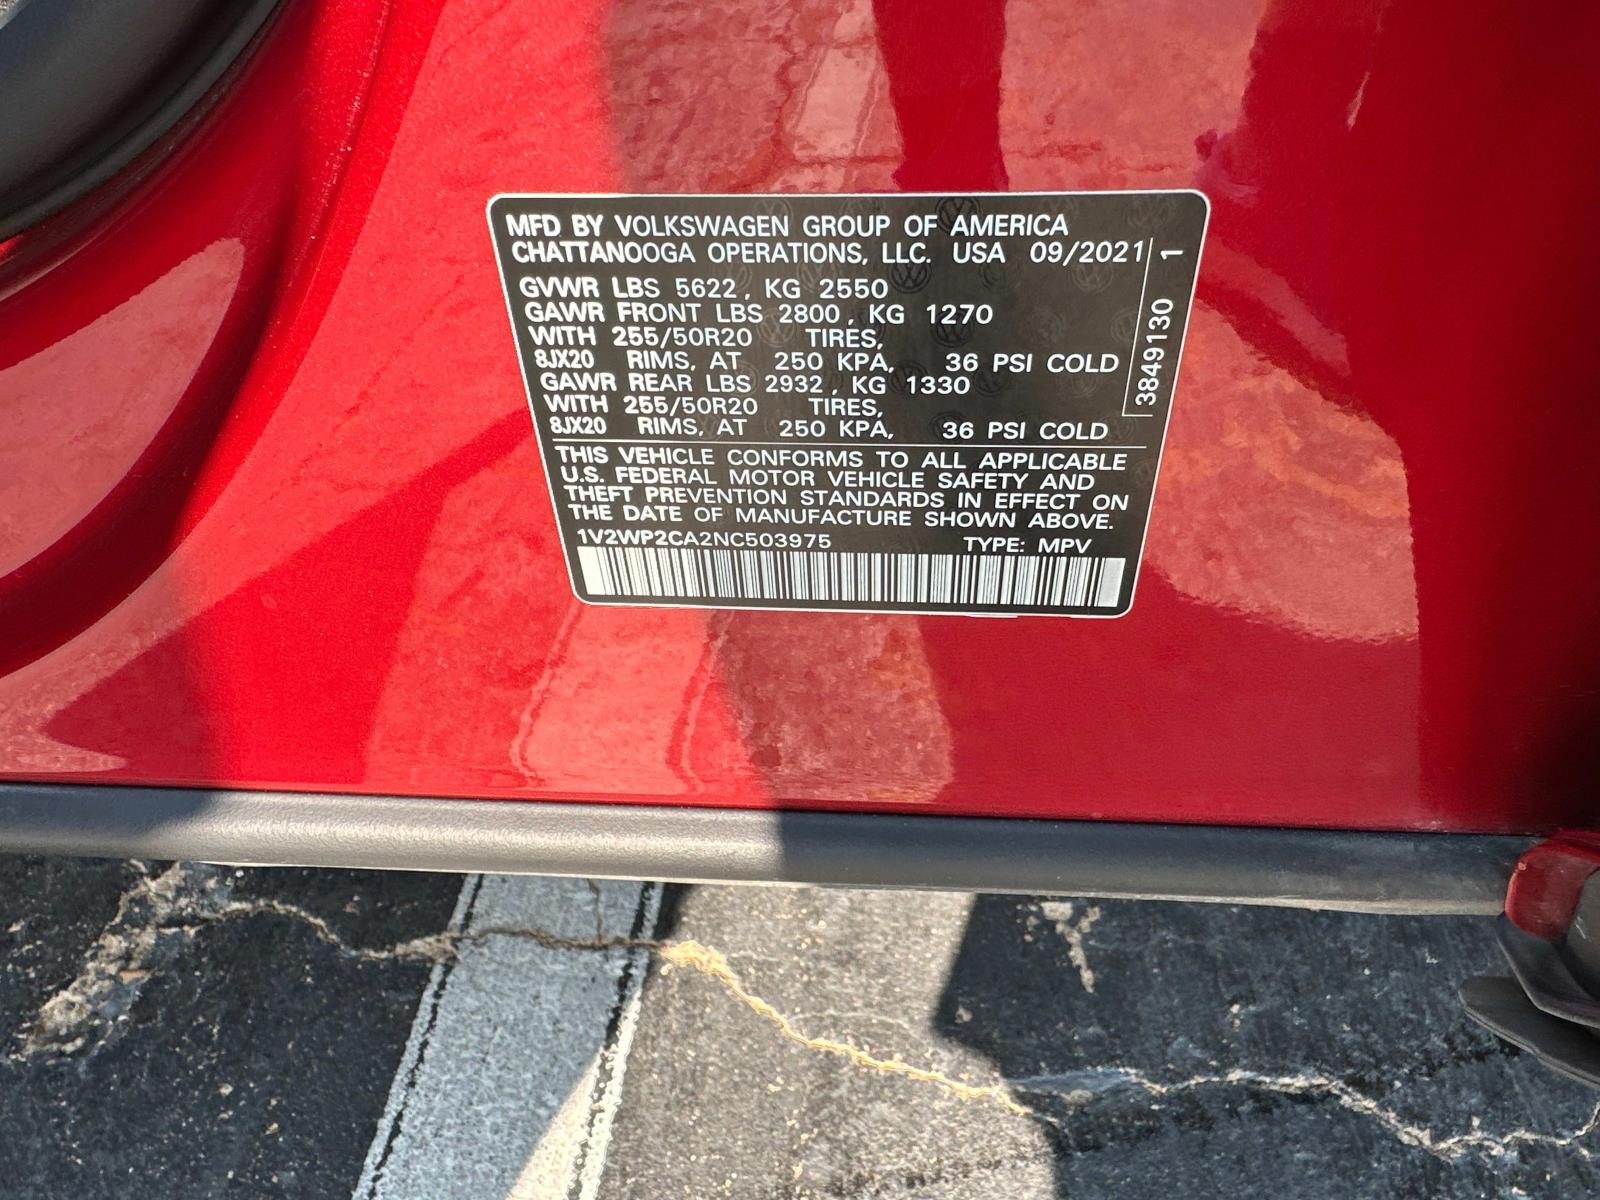 MFD BY VOLKSWAGEN GROUP OF AMERICA
CHATTANOOGA OPERATIONS, LLC. USA 09/2021
GVWR LBS 5622, KG 2550
GAWR FRONT LBS 2800, KG 1270
WITH 255/50R20 TIRES,
8JX20 RIMS, AT 250 KPA, 36 PSI COLD
GAWR REAR LBS 2932, KG 1330
WITH 255/50R20 TIRES,
8JX20 RIMS, AT 250 KPA, 36 PSI COLD
THIS VEHICLE CONFORMS TO ALL APPLICABLE
U.S. FEDERAL MOTOR VEHICLE SAFETY AND
THEFT PREVENTION STANDARDS IN EFFECT ON
THE DATE OF MANUFACTURE SHOWN ABOVE.
1V2WP2CA2NC503975 TYPE: MPV
3849130 1